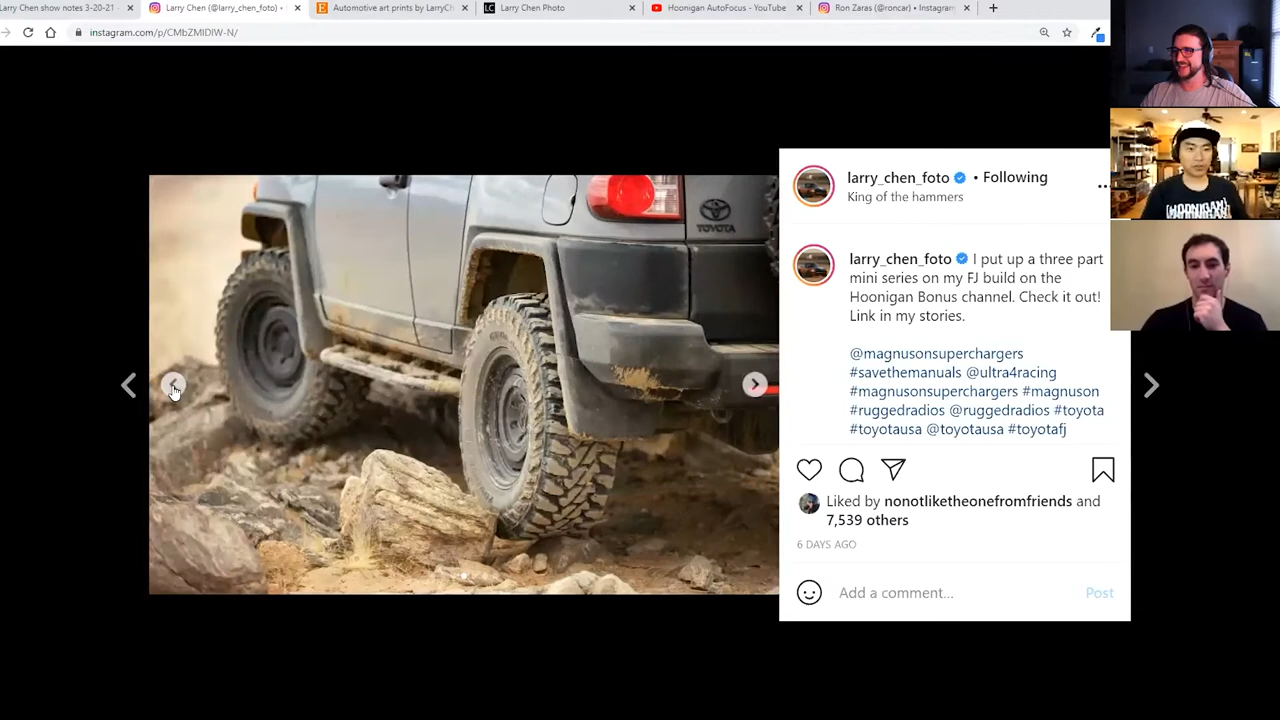 Larry Chen show notes 3-20-21
Larry Chen (@larry_chen_foto) •
Automotive art prints by LarryCh
LC Larry Chen Photo
Hoonigan AutoFocus - YouTube
Ron Zaras (@roncar) • Instagram
instagram.com/p/CMbZMIDIW-N/
HOONIGAN
TOYOTA
larry_chen_foto • Following
King of the hammers
larry_chen_foto I put up a three part
mini series on my FJ build on the
Hoonigan Bonus channel. Check it out!
Link in my stories.
@magnusonsuperchargers
#savethemanuals @ultra4racing
#magnusonsuperchargers #magnuson
#ruggedradios @ruggedradios #toyota
#toyotausa @toyotausa #toyotafj
Liked by nonotliketheonefromfriends and
7,539 others
6 DAYS AGO
Add a comment...
Post